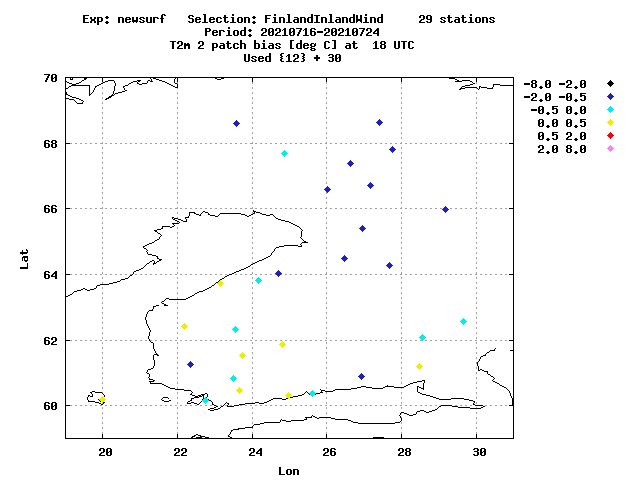 Exp: newsurf Selection: FinlandInlandWind 29 stations
Period: 20210716-20210724
T2m 2 patch bias [deg C] at 18 UTC
Used {12} + 30
70
68
66
64
62
60
Lat
20 22 24 26 28 30
Lon
-8.0 -2.0
-2.0 -0.5
-0.5 0.0
0.0 0.5
0.5 2.0
2.0 8.0